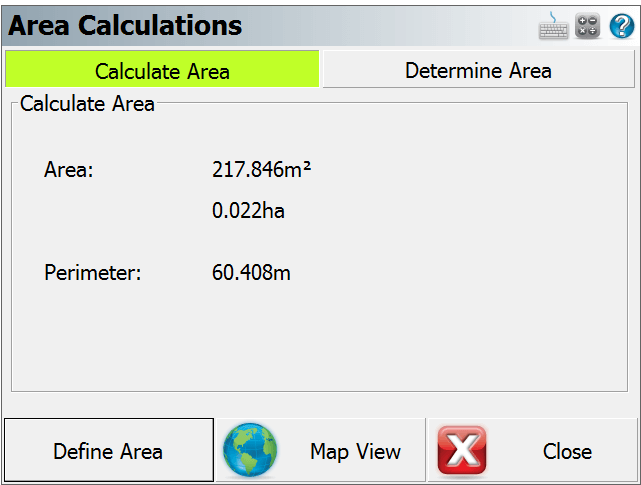 Area Calculations
Calculate Area
Determine Area
Calculate Area
Area: 217.846m²
0.022ha
Perimeter: 60.408m
Define Area
Map View
Close